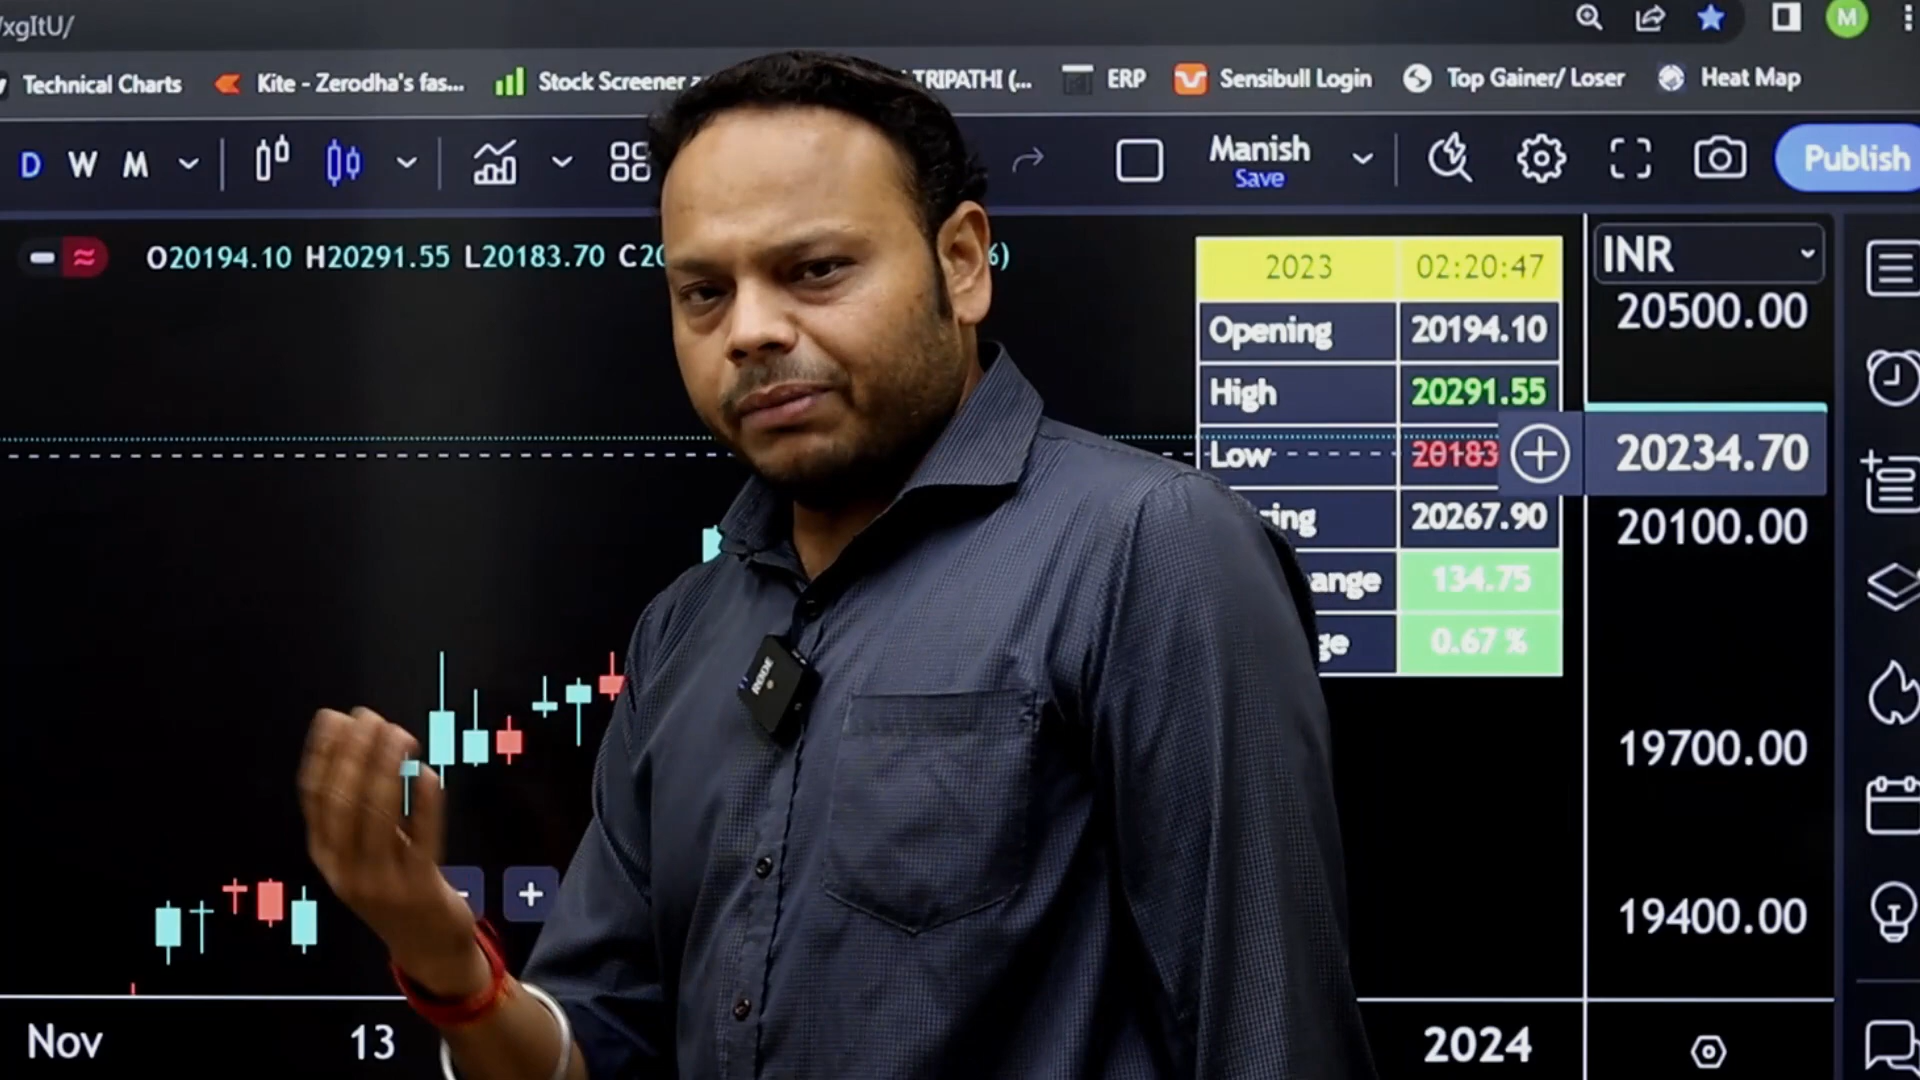 /xgItU/
M
Technical Charts Kite - Zerodha's fas... Stock Screener TRIPATHI (... ERP Sensibull Login Top Gainer/ Loser Heat Map
D W M Manish Publish
Save
O20194.10 H20291.55 L20183.70 C20
2023 02:20:47
Opening 20194.10
High 20291.55
Low 20183
20267.90
134.75
0.67 %
INR
20500.00
20234.70
20100.00
19700.00
19400.00
RØDE
Nov 13 2024